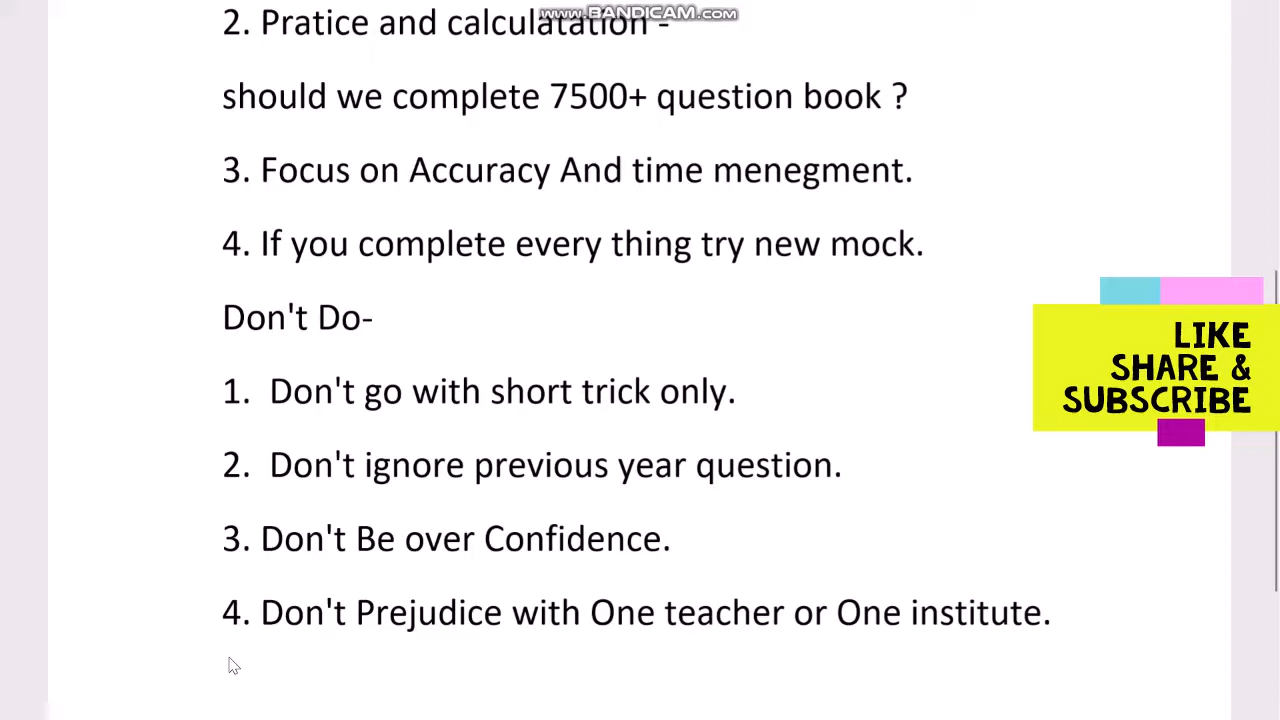 www.BANDICAM.com
2. Pratice and calculatation -
should we complete 7500+ question book ?
3. Focus on Accuracy And time menegment.
4. If you complete every thing try new mock.
Don't Do-
LIKE
SHARE &
SUBSCRIBE
1. Don't go with short trick only.
2. Don't ignore previous year question.
3. Don't Be over Confidence.
4. Don't Prejudice with One teacher or One institute.